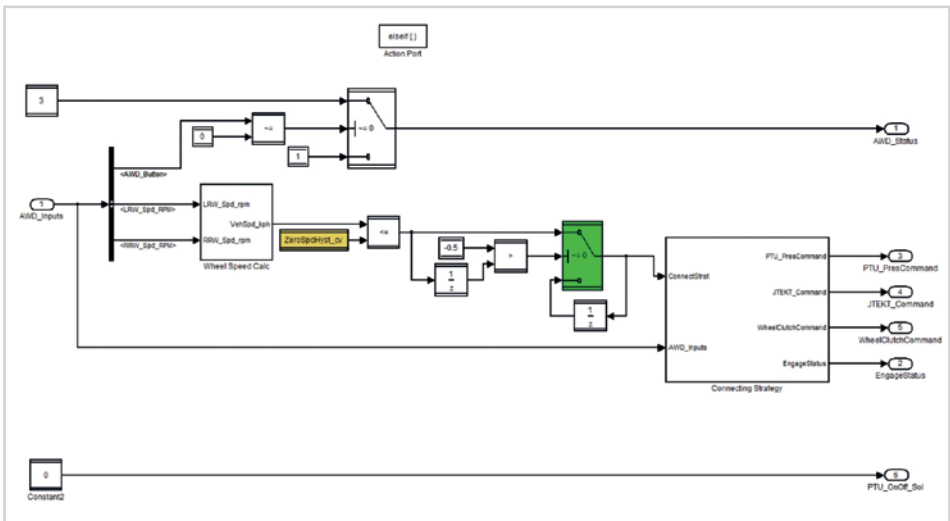 elseif { }
Action Port
3
~= 0
0
~=
1
1
AWD_Status
<AWD_Button>
1
AWD_Inputs
<LRW_Spd_RPM>
<RRW_Spd_RPM>
LRW_Spd_rpm
RRW_Spd_rpm
VehSpd_kph
Wheel Speed Calc
ZeroSpdHyst_cv
<=
-0.5
>
1
z
~= 0
1
z
ConnectStrat
AWD_Inputs
PTU_PresCommand
JTEKT_Command
WheelClutchCommand
EngageStatus
Connecting Strategy
3
PTU_PresCommand
4
JTEKT_Command
5
WheelClutchCommand
2
EngageStatus
0
Constant2
6
PTU_OnOff_Sol